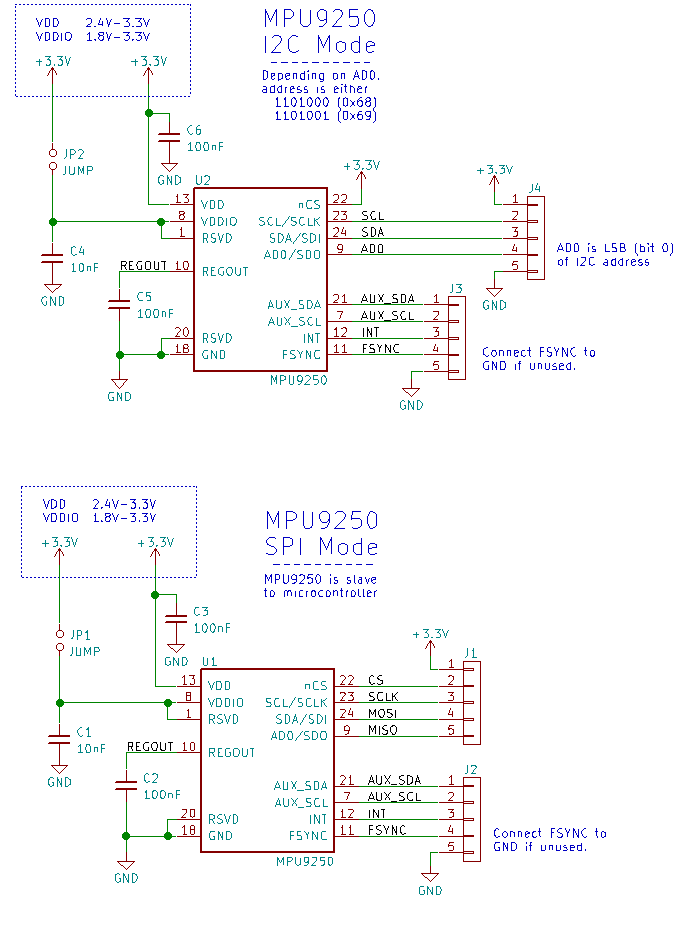 MPU9250
I2C Mode
Depending on AD0,
address is either
1101000 (0x68)
1101001 (0x69)
VDD 2.4V-3.3V
VDDIO 1.8V-3.3V
+3.3V +3.3V
C6
100nF
GND
JP2
JUMP
C4
10nF
GND
U2
13 VDD
8 VDDIO
1 RSVD
REGOUT 10 REGOUT
20 RSVD
18 GND
C5
100nF
GND
nCS 22
+3.3V
SCL/SCLK 23 SCL
SDA/SDI 24 SDA
AD0/SDO 9 AD0
AUX_SDA 21 AUX_SDA
AUX_SCL 7 AUX_SCL
INT 12 INT
FSYNC 11 FSYNC
MPU9250
+3.3V
J4
1
2
3
4
5
GND
AD0 is LSB (bit 0)
of I2C address
J3
1
2
3
4
5
GND
Connect FSYNC to
GND if unused.
MPU9250
SPI Mode
MPU9250 is slave
to microcontroller
VDD 2.4V-3.3V
VDDIO 1.8V-3.3V
+3.3V +3.3V
C3
100nF
GND
JP1
JUMP
C1
10nF
GND
U1
13 VDD
8 VDDIO
1 RSVD
REGOUT 10 REGOUT
20 RSVD
18 GND
C2
100nF
GND
nCS 22 CS
SCL/SCLK 23 SCLK
SDA/SDI 24 MOSI
AD0/SDO 9 MISO
AUX_SDA 21 AUX_SDA
AUX_SCL 7 AUX_SCL
INT 12 INT
FSYNC 11 FSYNC
MPU9250
+3.3V
J1
1
2
3
4
5
J2
1
2
3
4
5
GND
Connect FSYNC to
GND if unused.